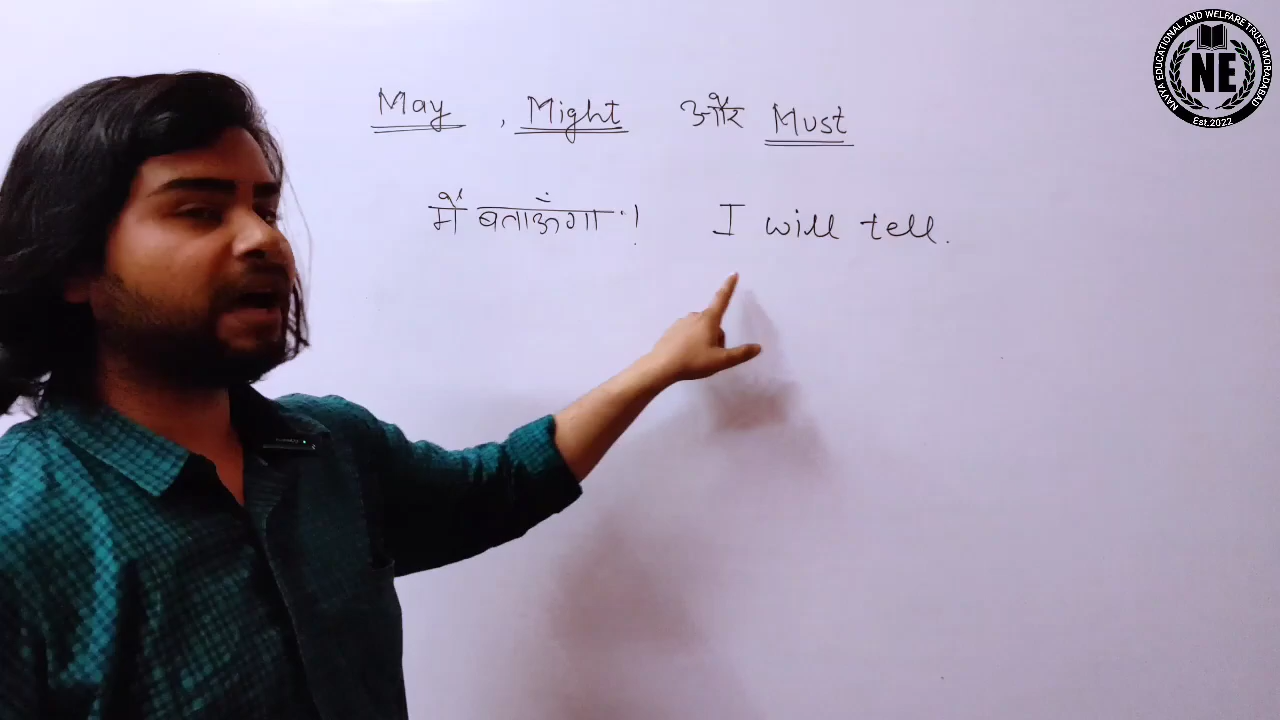 May , Might और Must
मैं बताऊंगा । I will tell.
NAVYA EDUCATIONAL AND WELFARE TRUST MORADABAD
NE
Est.2022